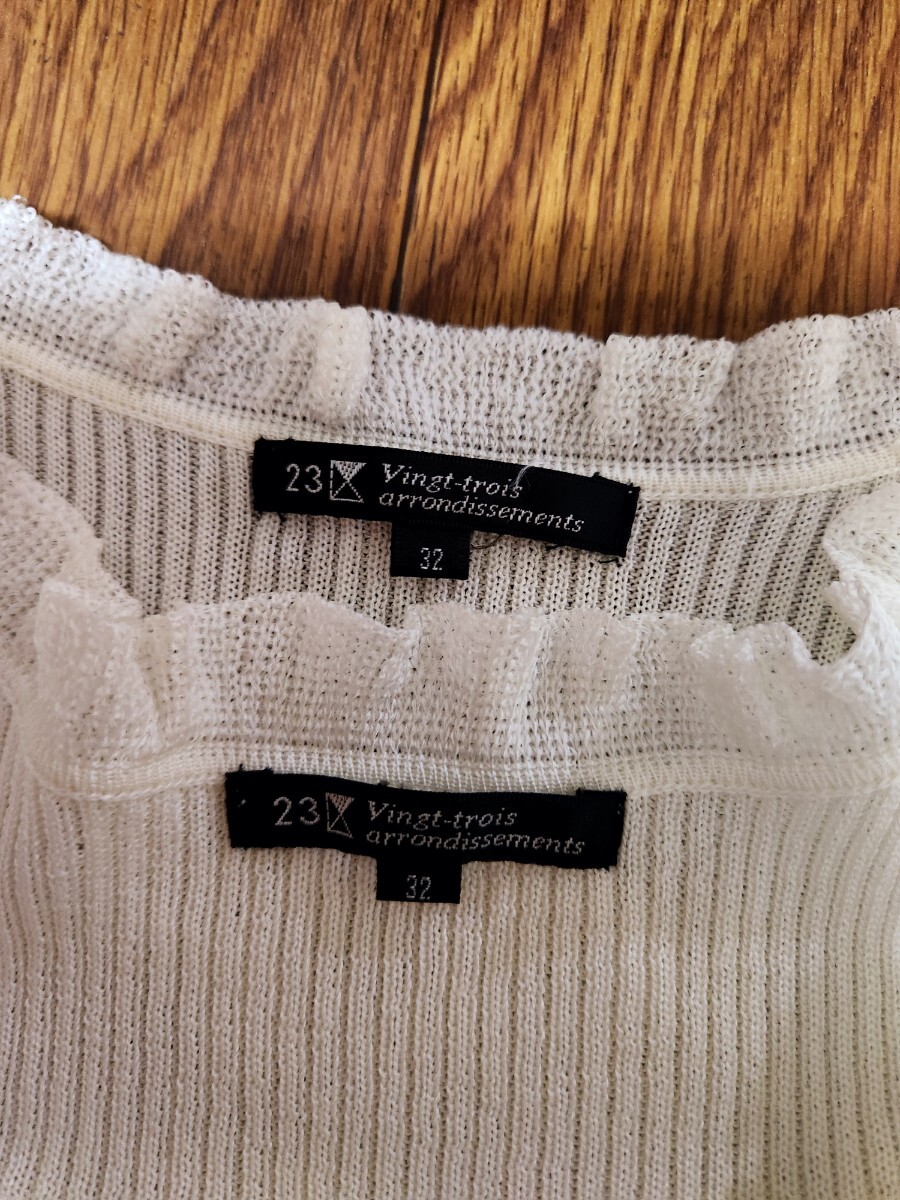 23 Vingt-trois
arrondissements
32
23 Vingt-trois
arrondissements
32